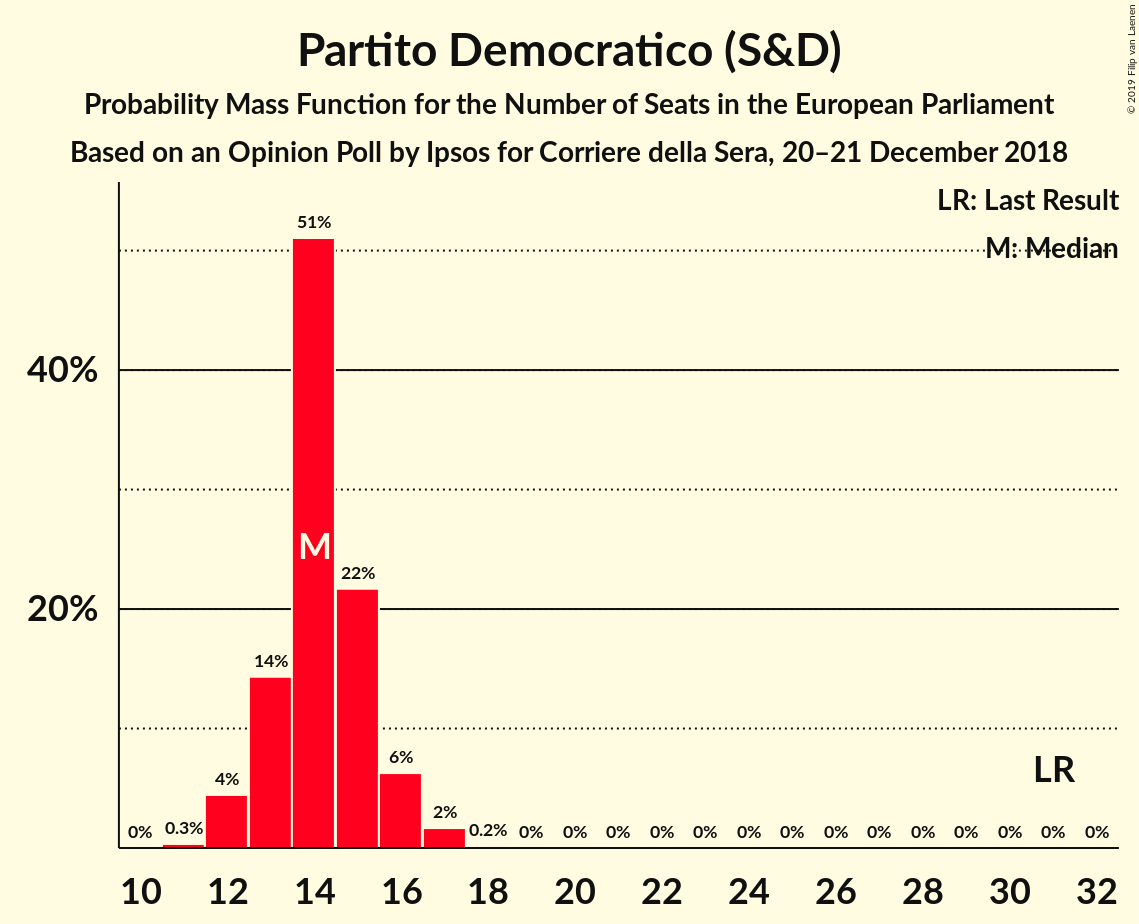 Partito Democratico (S&D)
Probability Mass Function for the Number of Seats in the European Parliament
Based on an Opinion Poll by Ipsos for Corriere della Sera, 20–21 December 2018
© 2019 Filip van Laenen
LR: Last Result
M: Median
51%
40%
M
22%
20%
14%
LR
6%
4%
2%
0% 0.3% 0.2% 0% 0% 0% 0% 0% 0% 0% 0% 0% 0% 0% 0% 0% 0%
10 12 14 16 18 20 22 24 26 28 30 32